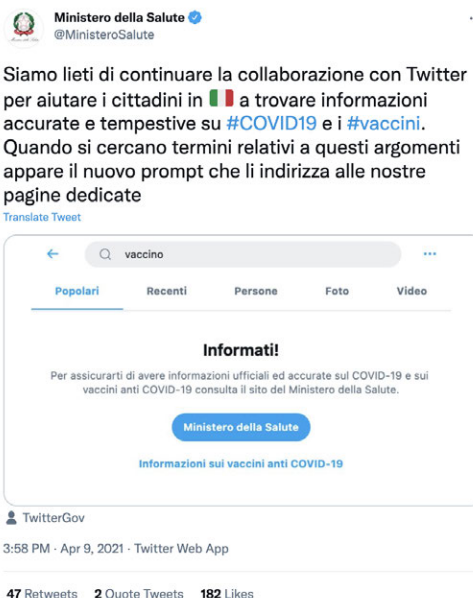 Ministero della Salute
@MinisteroSalute
Siamo lieti di continuare la collaborazione con Twitter
per aiutare i cittadini in 🇮🇹 a trovare informazioni
accurate e tempestive su #COVID19 e i #vaccini.
Quando si cercano termini relativi a questi argomenti
appare il nuovo prompt che li indirizza alle nostre
pagine dedicate
Translate Tweet
vaccino
Popolari Recenti Persone Foto Video
Informati!
Per assicurarti di avere informazioni ufficiali ed accurate sul COVID-19 e sui
vaccini anti COVID-19 consulta il sito del Ministero della Salute.
Ministero della Salute
Informazioni sui vaccini anti COVID-19
TwitterGov
3:58 PM · Apr 9, 2021 · Twitter Web App
47 Retweets 2 Quote Tweets 182 Likes